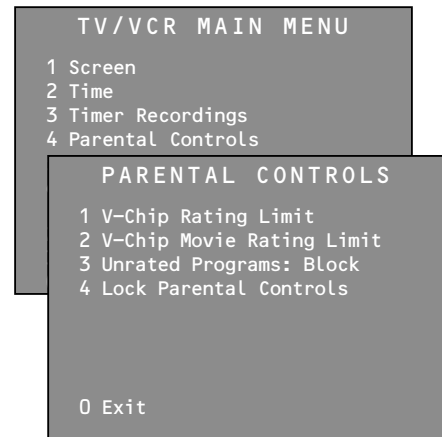 TV/VCR MAIN MENU
1 Screen
2 Time
3 Timer Recordings
4 Parental Controls
PARENTAL CONTROLS
1 V-Chip Rating Limit
2 V-Chip Movie Rating Limit
3 Unrated Programs: Block
4 Lock Parental Controls
0 Exit